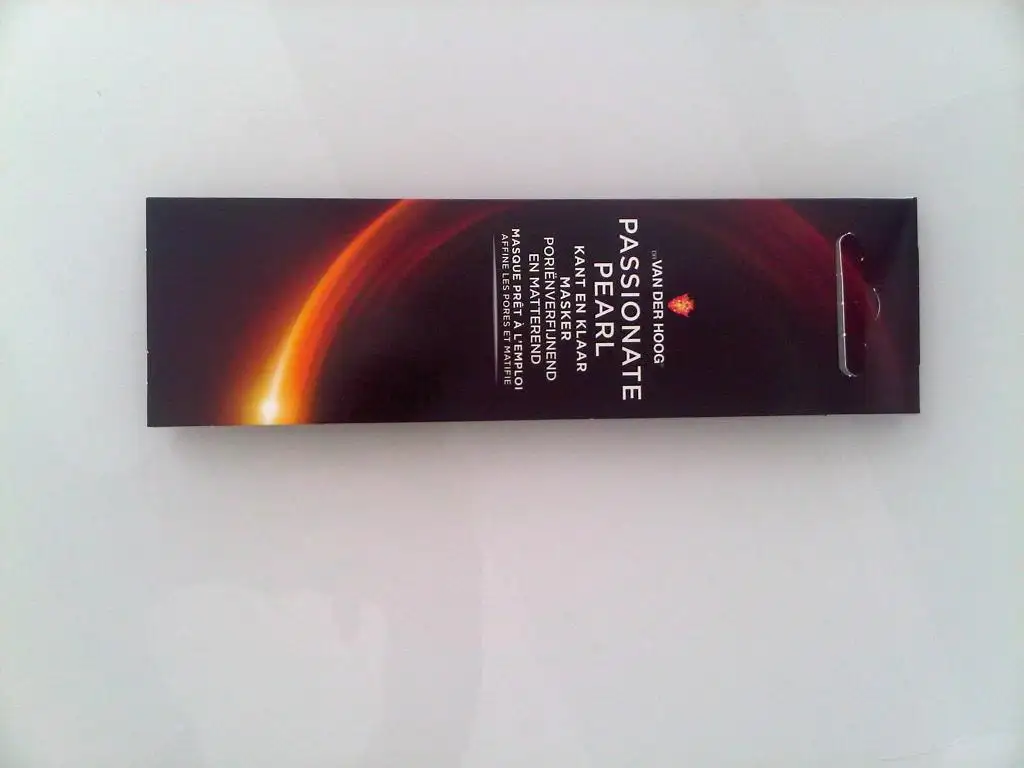 DR VAN DER HOOG
PASSIONATE
PEARL
KANT EN KLAAR
MASKER
PORIËNVERFIJNEND
EN MATTEREND
MASQUE PRÊT À L'EMPLOI
AFFINE LES PORES ET MATIFIE